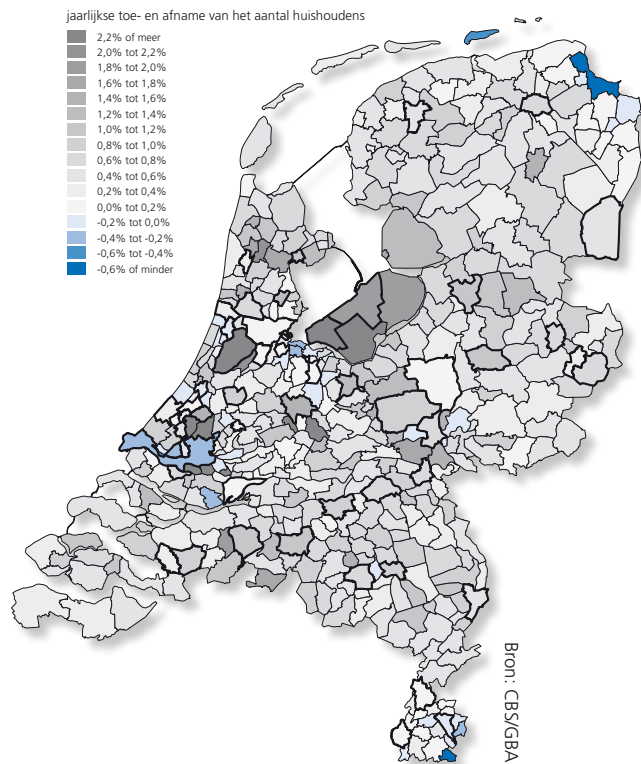 jaarlijkse toe- en afname van het aantal huishoudens
2,2% of meer
2,0% tot 2,2%
1,8% tot 2,0%
1,6% tot 1,8%
1,4% tot 1,6%
1,2% tot 1,4%
1,0% tot 1,2%
0,8% tot 1,0%
0,6% tot 0,8%
0,4% tot 0,6%
0,2% tot 0,4%
0,0% tot 0,2%
-0,2% tot 0,0%
-0,4% tot -0,2%
-0,6% tot -0,4%
-0,6% of minder
Bron: CBS/GBA